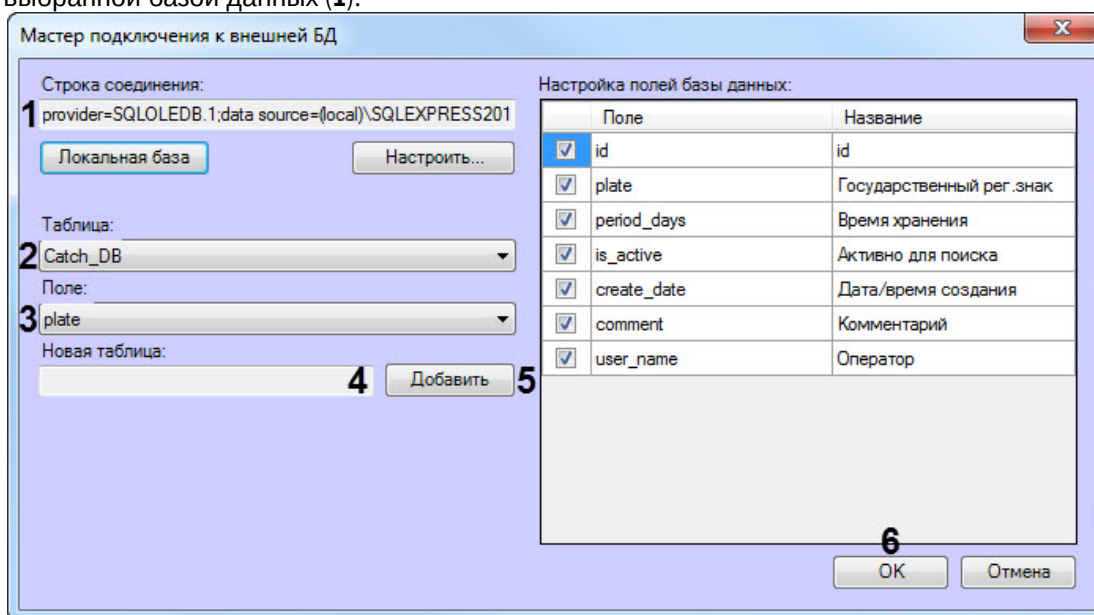 выбранной базой данных (1).
Мастер подключения к внешней БД
Строка соединения:
1 provider=SQLOLEDB.1;data source=(local)\SQLEXPRESS201
Локальная база Настроить...
Таблица:
2 Catch_DB
Поле:
3 plate
Новая таблица:
4 Добавить 5
Настройка полей базы данных:
Поле Название
id id
plate Государственный рег.знак
period_days Время хранения
is_active Активно для поиска
create_date Дата/время создания
comment Комментарий
user_name Оператор
6
OK Отмена